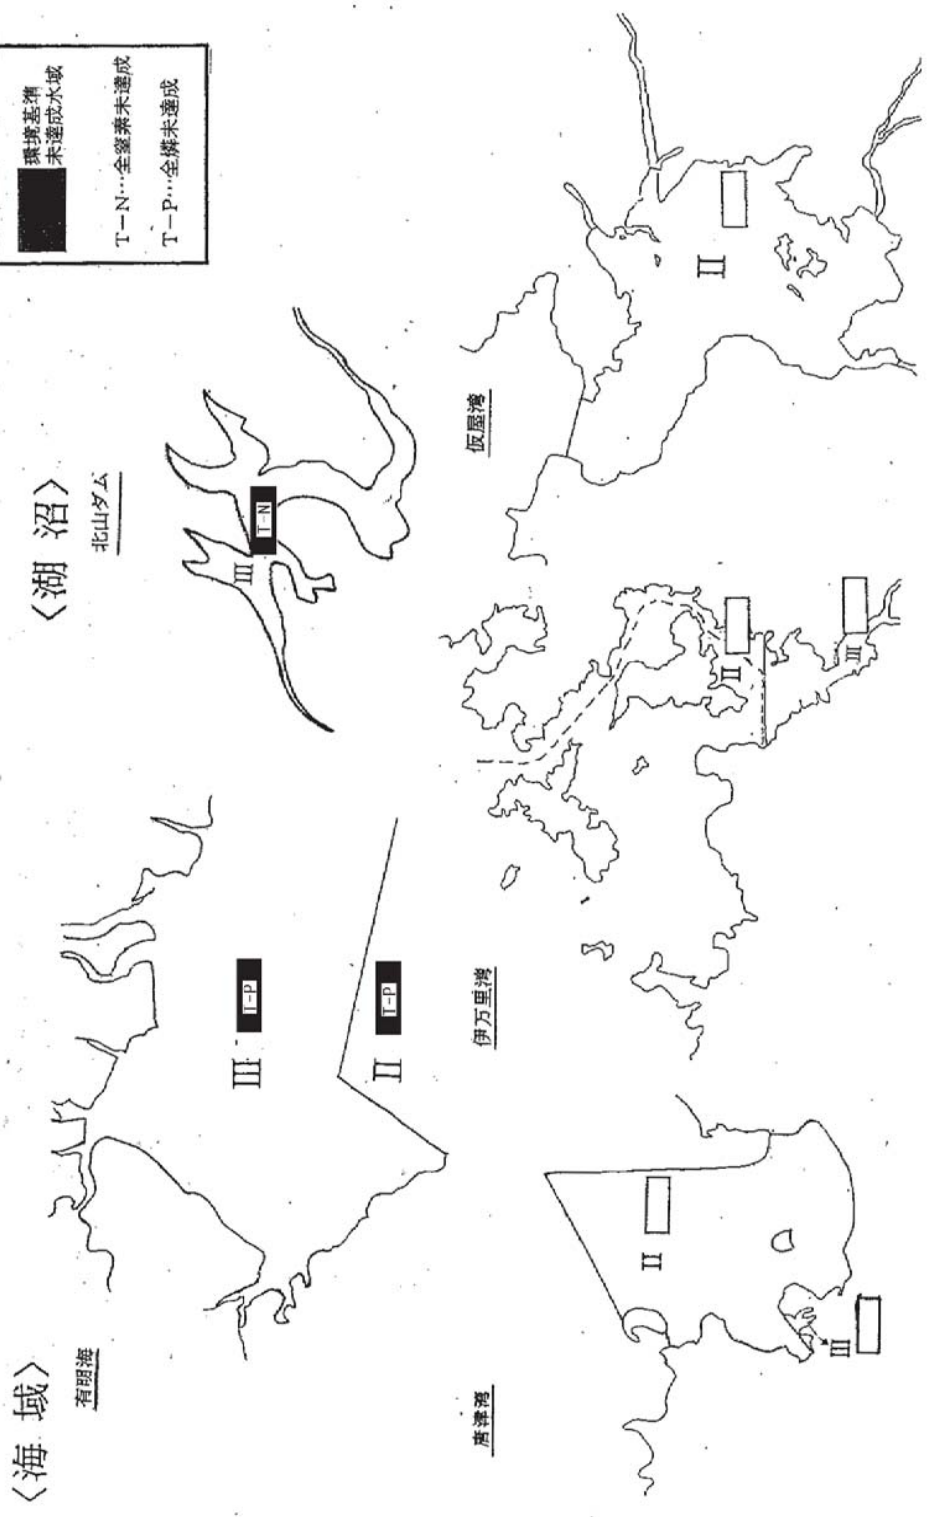 〈海 域〉
有明海
III
T-P
II
T-P
〈湖 沼〉
北山ダム
III
T-N
環境基準
未達成水域
T－N…全窒素未達成
T－P…全燐未達成
唐津湾
II
III
伊万里湾
II
III
仮屋湾
II